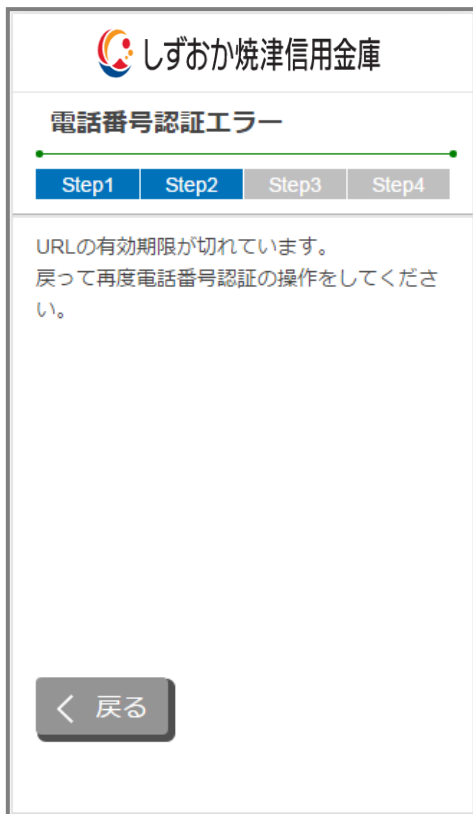 しずおか焼津信用金庫
電話番号認証エラー
Step1 Step2 Step3 Step4
URLの有効期限が切れています。
戻って再度電話番号認証の操作をしてくださ
い。
戻る